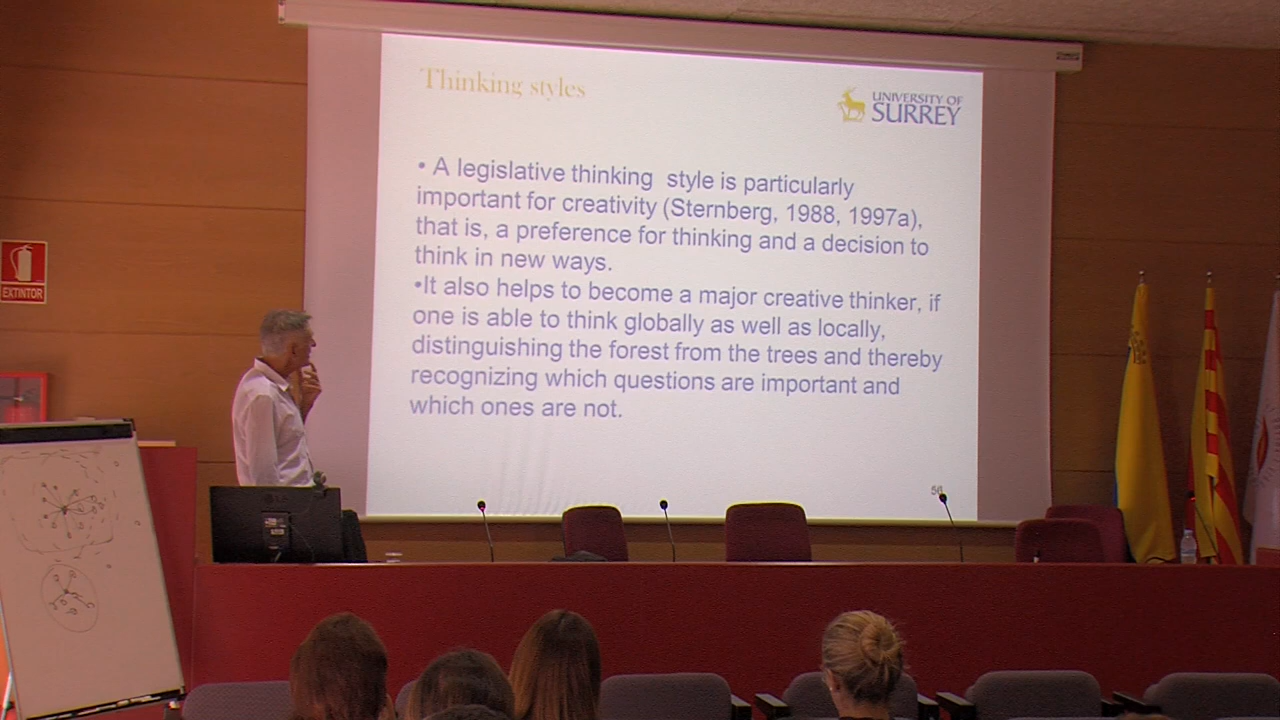 Thinking styles
UNIVERSITY OF
SURREY
• A legislative thinking style is particularly
important for creativity (Sternberg, 1988, 1997a),
that is, a preference for thinking and a decision to
think in new ways.
•It also helps to become a major creative thinker, if
one is able to think globally as well as locally,
distinguishing the forest from the trees and thereby
recognizing which questions are important and
which ones are not.
EXTINTOR